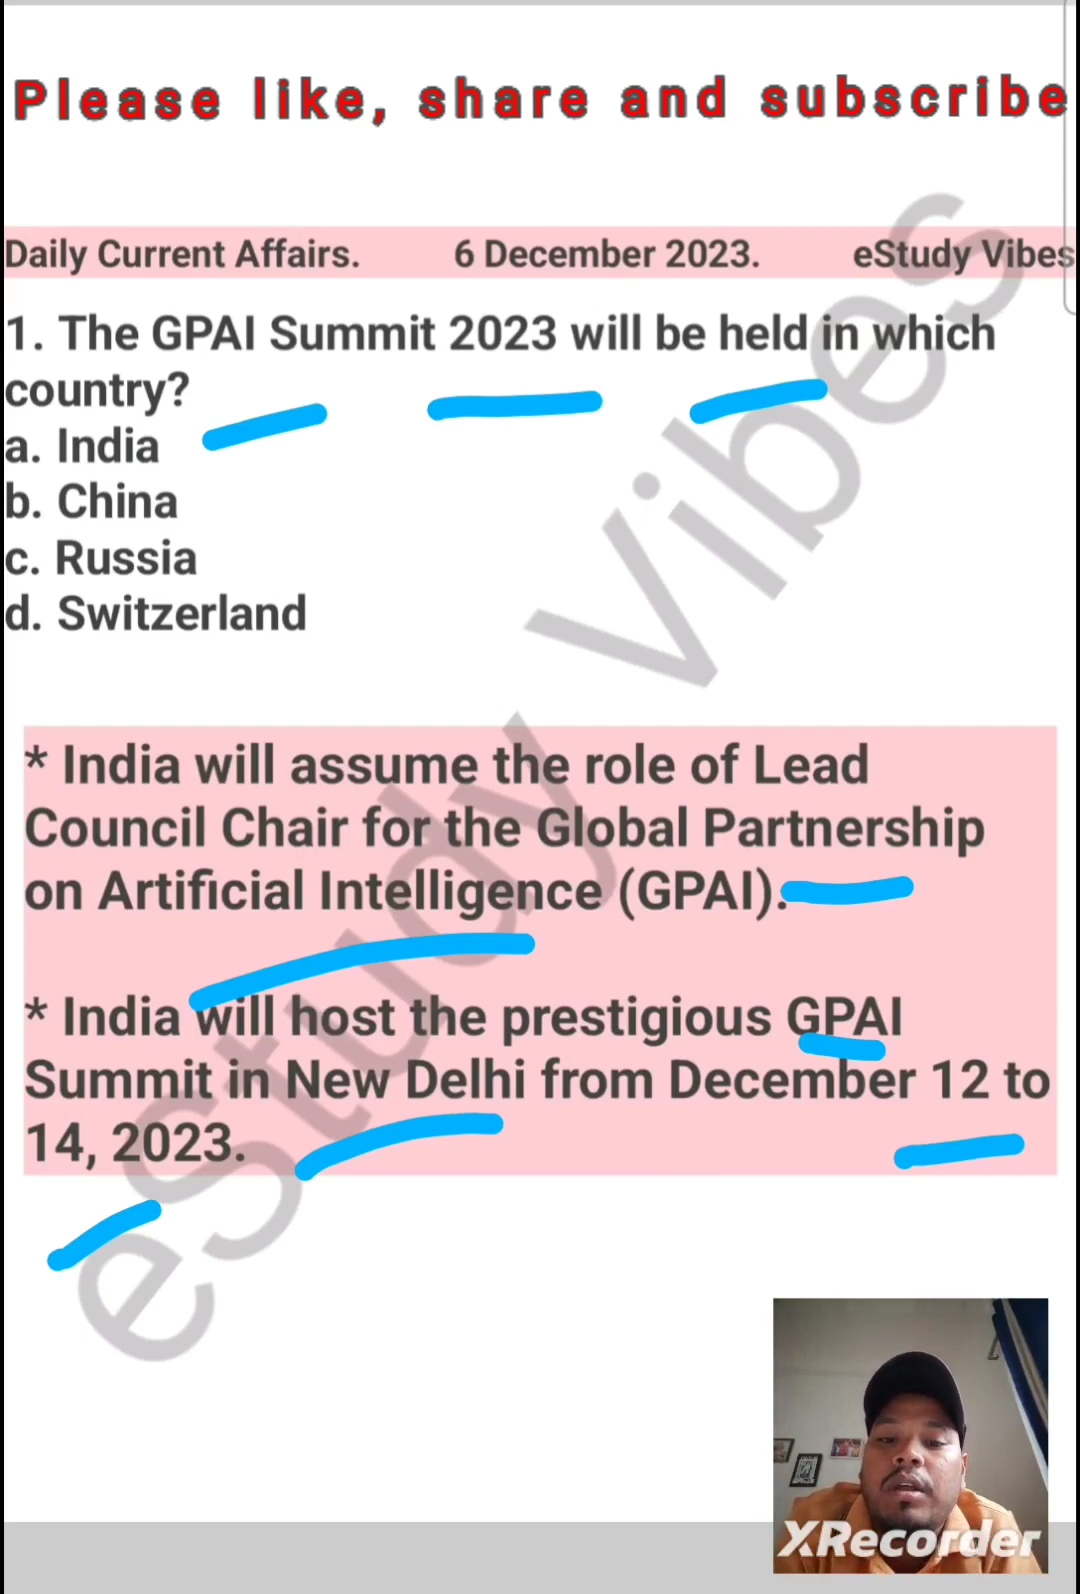 Please like, share and subscribe
Daily Current Affairs. 6 December 2023. eStudy Vibes
1. The GPAI Summit 2023 will be held in which
country?
a. India
b. China
c. Russia
d. Switzerland
* India will assume the role of Lead
Council Chair for the Global Partnership
on Artificial Intelligence (GPAI).
* India will host the prestigious GPAI
Summit in New Delhi from December 12 to
14, 2023.
eStudy Vibes
XRecorder